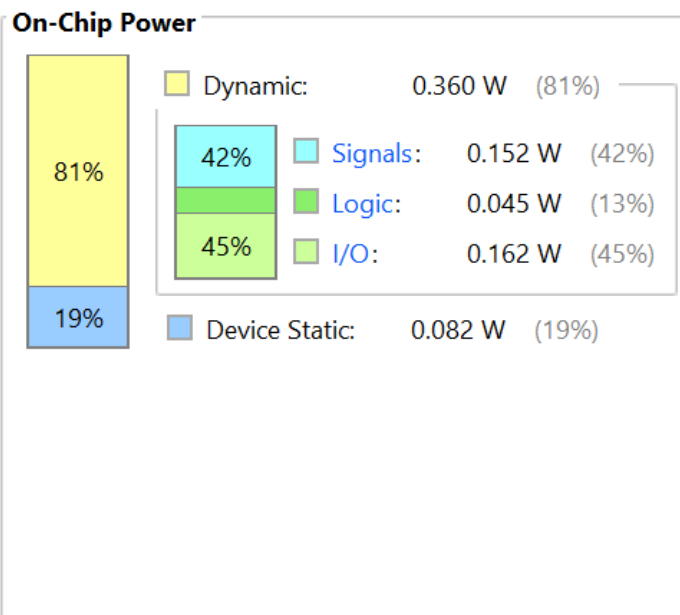 On-Chip Power
81%
19%
Dynamic: 0.360 W (81%)
42%
45%
Signals: 0.152 W (42%)
Logic: 0.045 W (13%)
I/O: 0.162 W (45%)
Device Static: 0.082 W (19%)